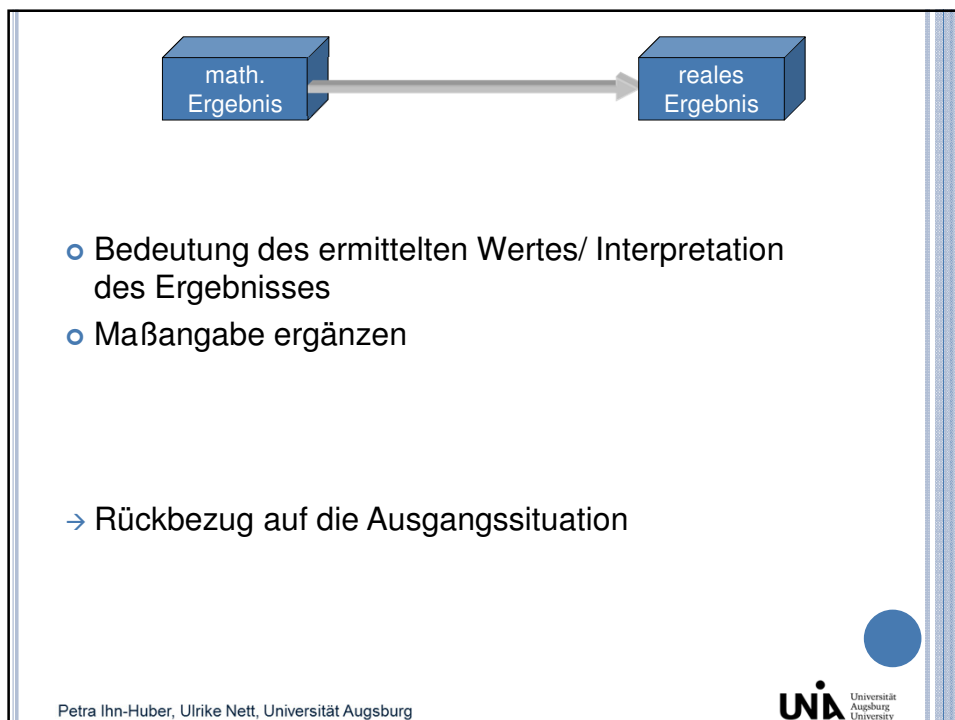 math.
Ergebnis
reales
Ergebnis
Bedeutung des ermittelten Wertes/ Interpretation
des Ergebnisses
Maßangabe ergänzen
→ Rückbezug auf die Ausgangssituation
Petra Ihn-Huber, Ulrike Nett, Universität Augsburg
UNIA
Universität
Augsburg
University